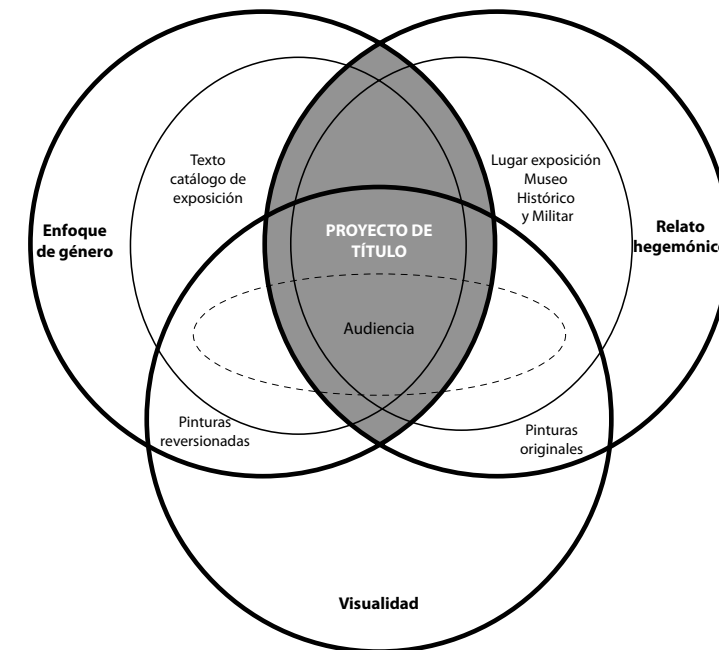 Texto
catálogo de
exposición
Lugar exposición
Museo
Histórico
y Militar
Enfoque
de género
PROYECTO DE
TÍTULO
Relato
hegemónico
Audiencia
Pinturas
reversionadas
Pinturas
originales
Visualidad